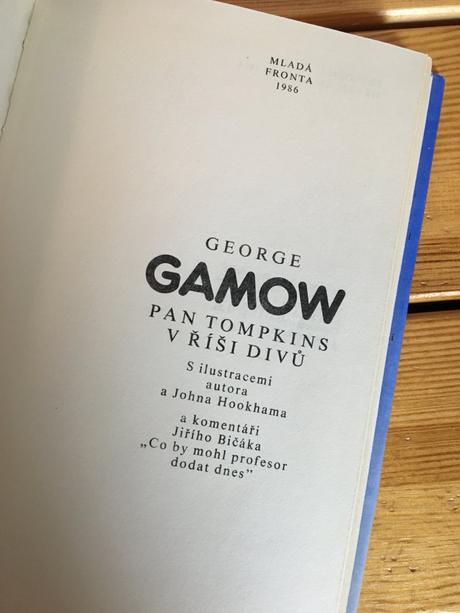 MLADÁ
FRONTA
1986
GEORGE
GAMOW
PAN TOMPKINS
V ŘÍŠI DIVŮ
S ilustracemi
autora
a Johna Hookhama
a komentáři
Jiřího Bičáka
„Co by mohl profesor
dodat dnes"